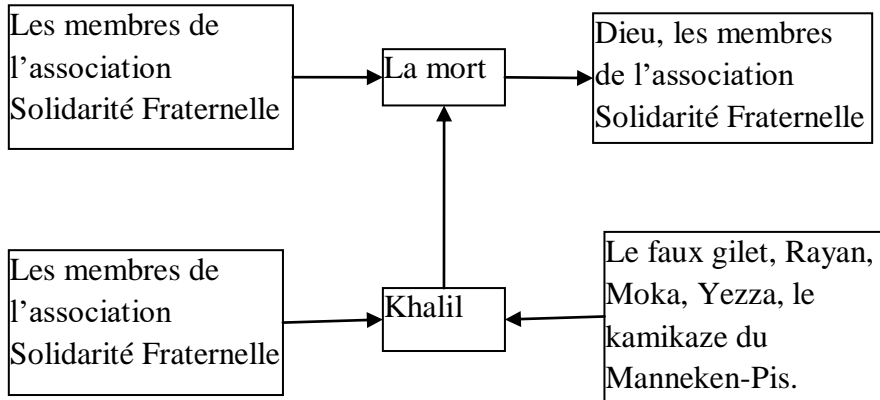 Les membres de
l’association
Solidarité Fraternelle
La mort
Dieu, les membres
de l’association
Solidarité Fraternelle
Les membres de
l’association
Solidarité Fraternelle
Khalil
Le faux gilet, Rayan,
Moka, Yezza, le
kamikaze du
Manneken-Pis.